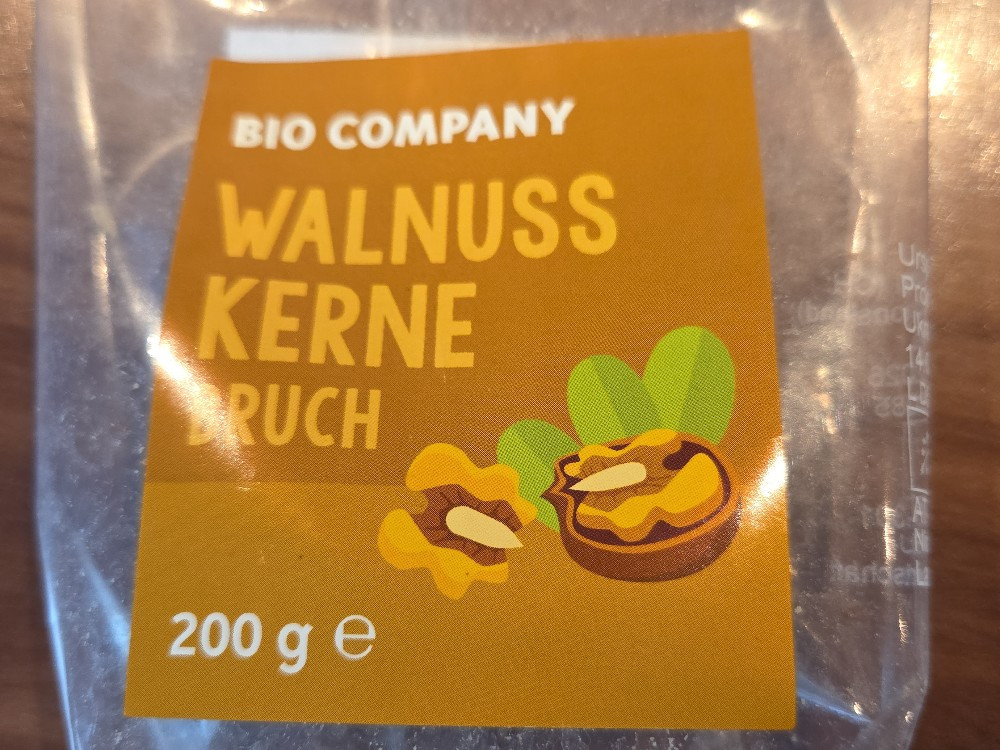 BIO COMPANY
WALNUSS
KERNE
BRUCH
200 g ℮